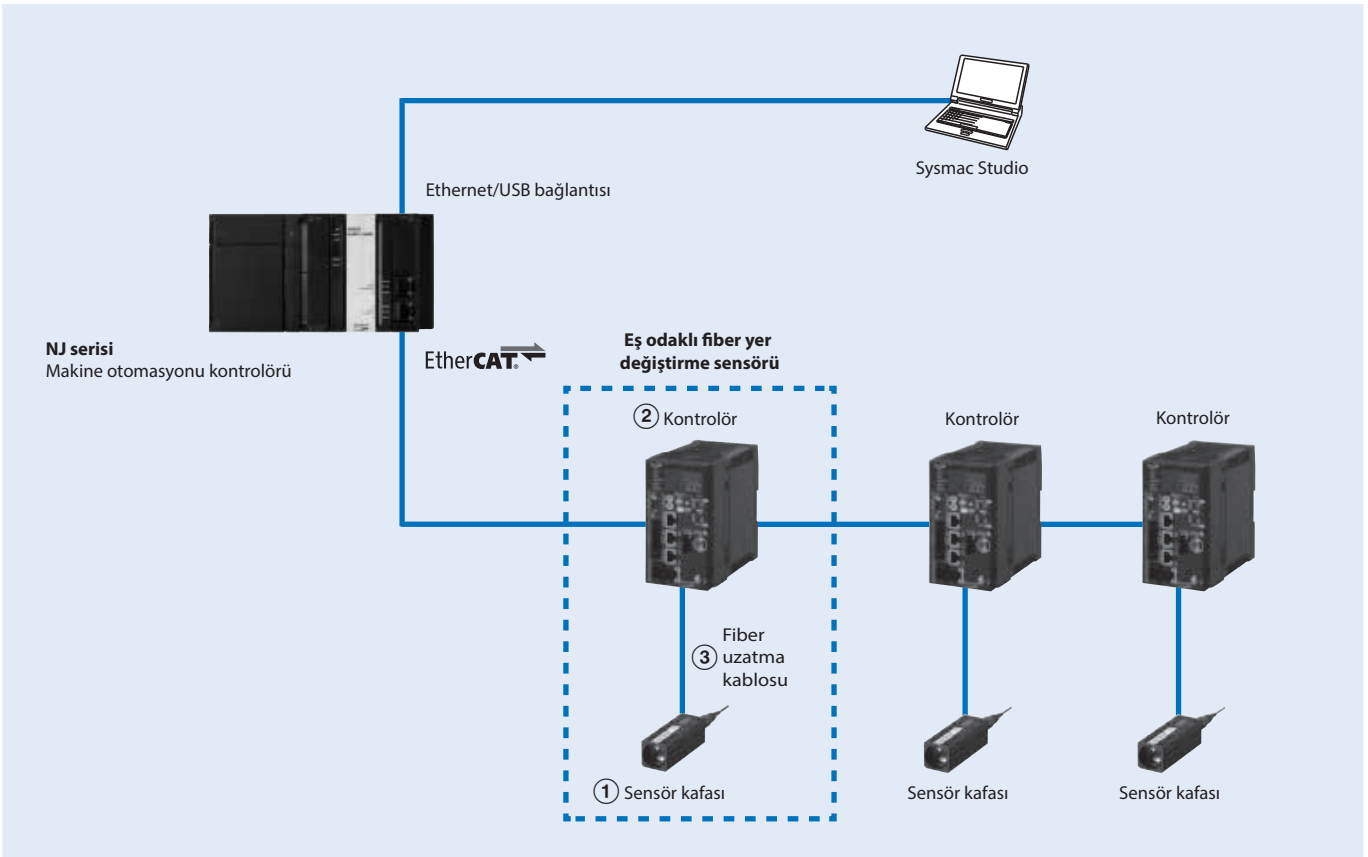 Sysmac Studio
Ethernet/USB bağlantısı
NJ serisi
Makine otomasyonu kontrolörü
EtherCAT®
Eş odaklı fiber yer
değiştirme sensörü
2 Kontrolör
Kontrolör
Kontrolör
Fiber
3 uzatma
kablosu
1 Sensör kafası
Sensör kafası
Sensör kafası